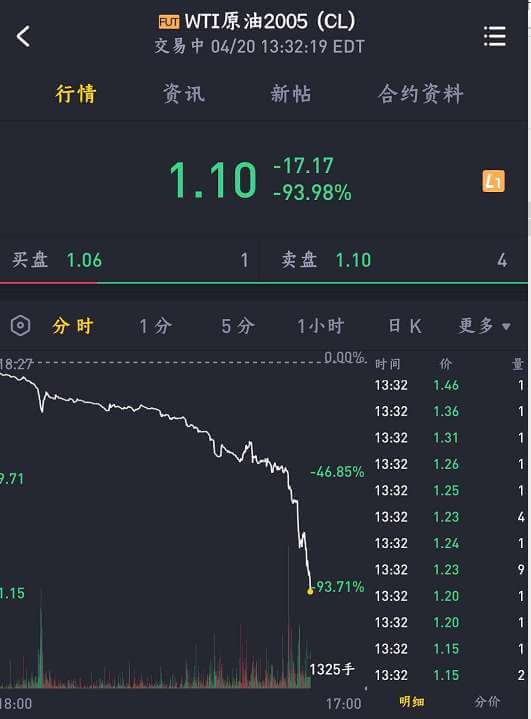 FUT WTI原油2005 (CL)
交易中 04/20 13:32:19 EDT
行情 资讯 新帖 合约资料
1.10 -17.17
-93.98%
L1
买盘 1.06 1 卖盘 1.10 4
分时 1分 5分 1小时 日K 更多
18:27 0.00% 时间 价 量
13:32 1.46 1
13:32 1.36 1
13:32 1.31 1
13:32 1.26 1
9.71 -46.85%
13:32 1.25 1
13:32 1.23 4
13:32 1.24 1
13:32 1.23 9
1.15 -93.71%
13:32 1.20 1
13:32 1.20 1
13:32 1.15 1
1325手
13:32 1.15 2
18:00 17:00 明细 分价